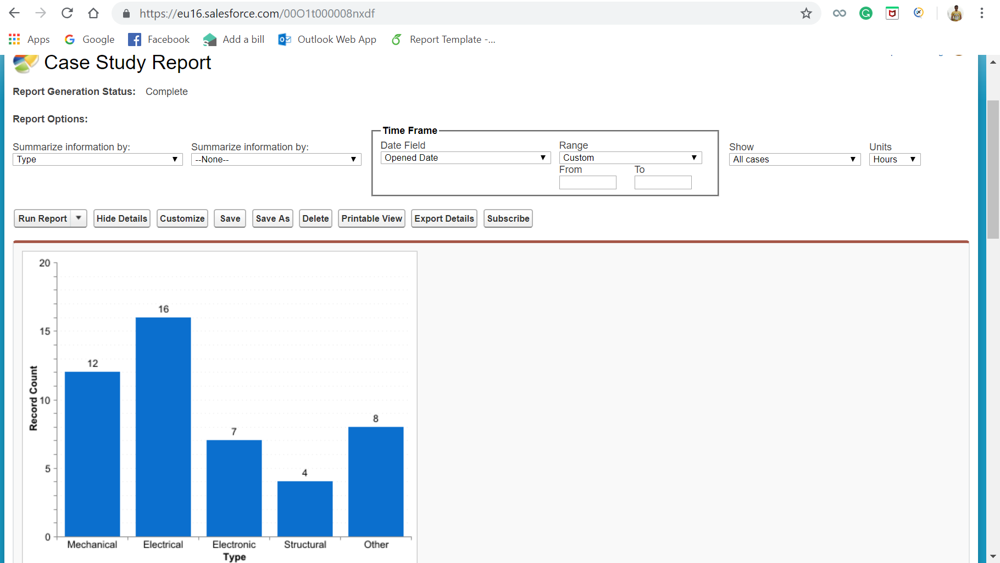 https://eu16.salesforce.com/00O1t000008nxdf
Apps Google Facebook Add a bill Outlook Web App Report Template -...
Case Study Report
Report Generation Status: Complete
Report Options:
Time Frame
Summarize information by: Summarize information by: Date Field Range Show Units
Type --None-- Opened Date Custom All cases Hours
From To
Run Report Hide Details Customize Save Save As Delete Printable View Export Details Subscribe
20
16
15
12
Record Count
10
8
7
5
4
0
Mechanical Electrical Electronic Structural Other
Type